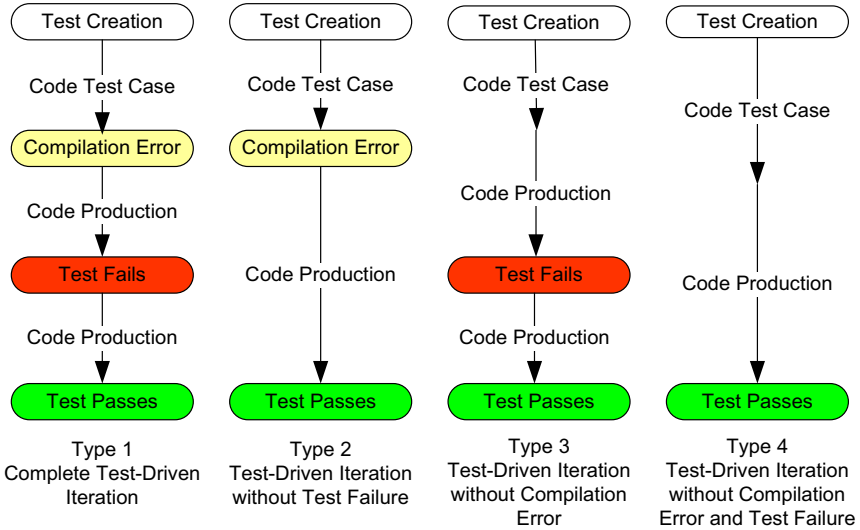 Test Creation
Code Test Case
Compilation Error
Code Production
Test Fails
Code Production
Test Passes
Type 1
Complete Test-Driven
Iteration
Test Creation
Code Test Case
Compilation Error
Code Production
Test Passes
Type 2
Test-Driven Iteration
without Test Failure
Test Creation
Code Test Case
Code Production
Test Fails
Code Production
Test Passes
Type 3
Test-Driven Iteration
without Compilation
Error
Test Creation
Code Test Case
Code Production
Test Passes
Type 4
Test-Driven Iteration
without Compilation
Error and Test Failure